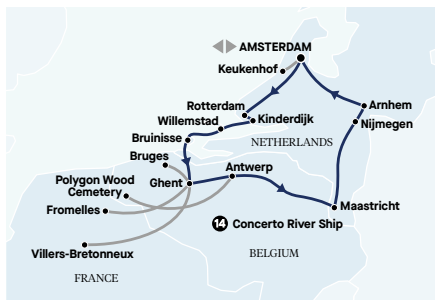 AMSTERDAM
Keukenhof
Rotterdam
Arnhem
Willemstad
Kinderdijk
Nijmegen
Bruinisse
NETHERLANDS
Bruges
Antwerp
Polygon Wood
Cemetery
Ghent
Fromelles
Maastricht
14 Concerto River Ship
Villers-Bretonneux
BELGIUM
FRANCE